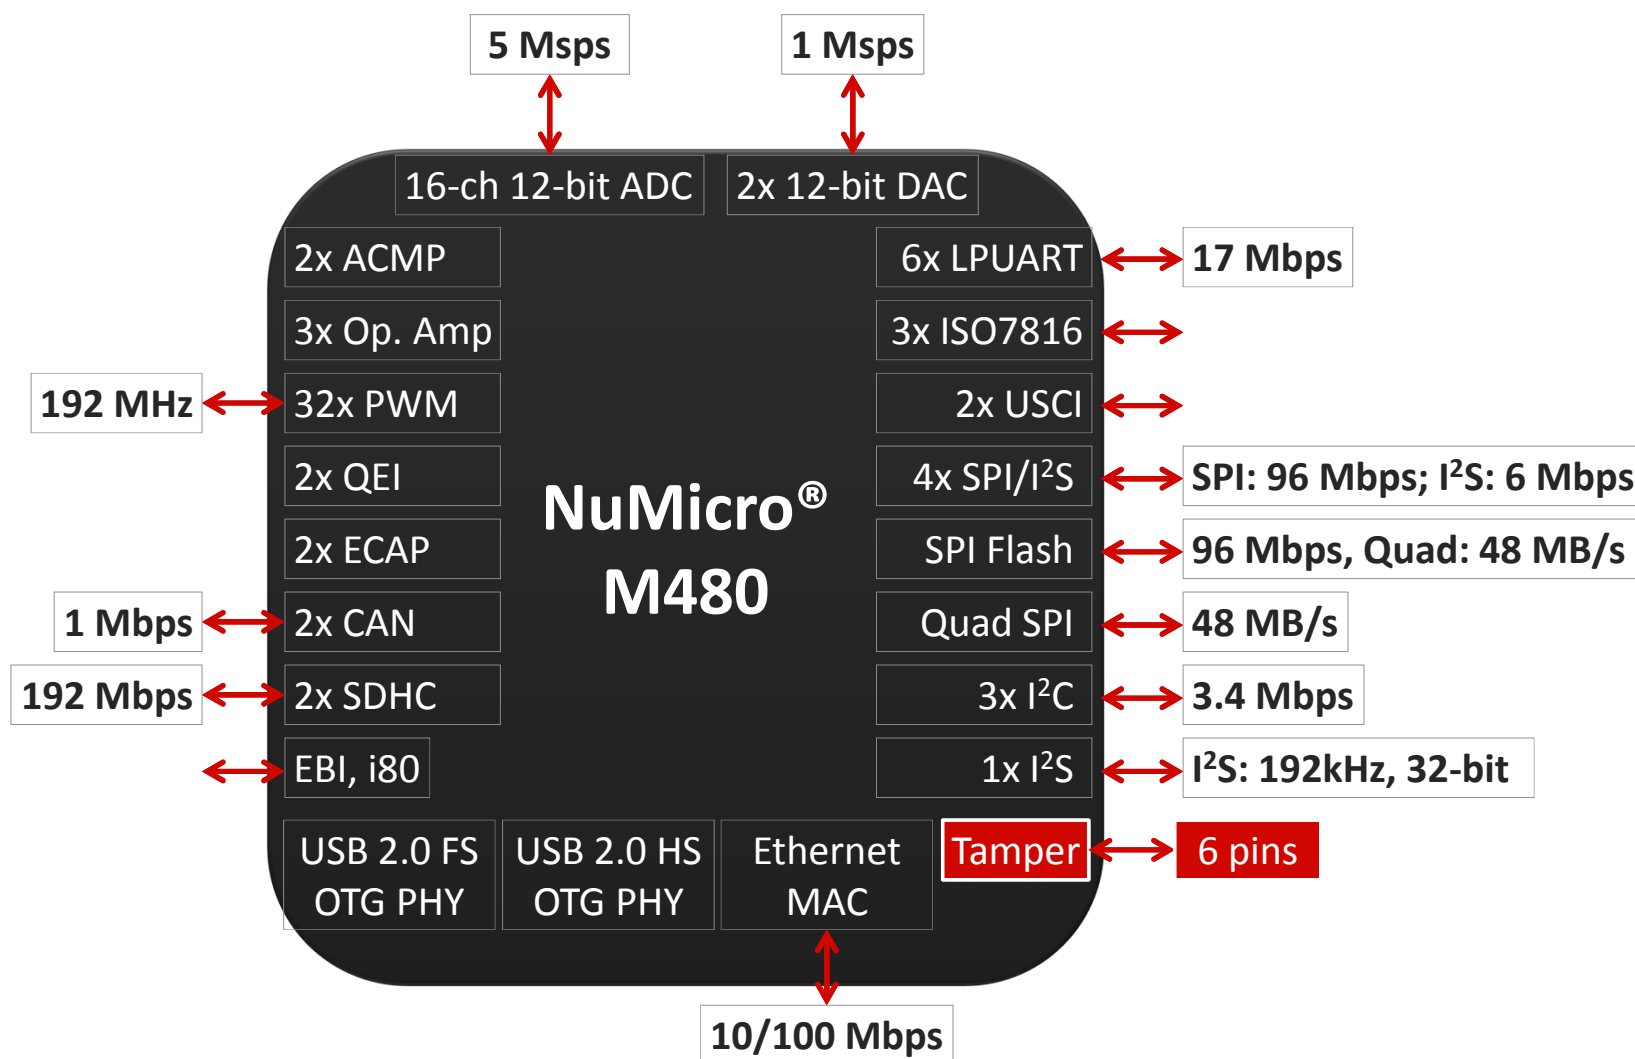 5 Msps
1 Msps
16-ch 12-bit ADC
2x 12-bit DAC
2x ACMP
6x LPUART
17 Mbps
3x Op. Amp
3x ISO7816
192 MHz
32x PWM
2x USCI
2x QEI
4x SPI/I²S
SPI: 96 Mbps; I²S: 6 Mbps
NuMicro®
M480
2x ECAP
SPI Flash
96 Mbps, Quad: 48 MB/s
1 Mbps
2x CAN
Quad SPI
48 MB/s
192 Mbps
2x SDHC
3x I²C
3.4 Mbps
EBI, i80
1x I²S
I²S: 192kHz, 32-bit
USB 2.0 FS
OTG PHY
USB 2.0 HS
OTG PHY
Ethernet
MAC
Tamper
6 pins
10/100 Mbps